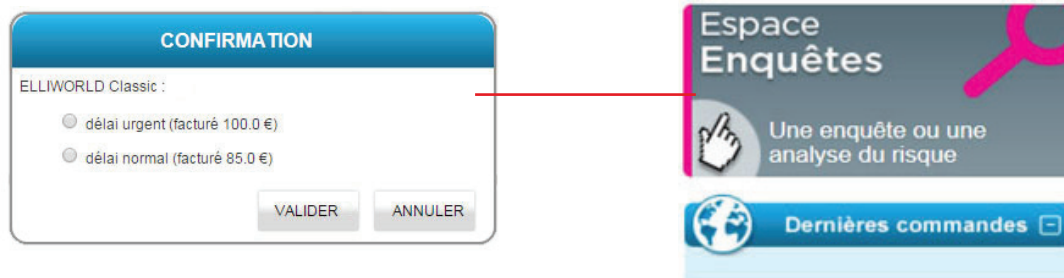 CONFIRMATION
ELLIWORLD Classic :
délai urgent (facturé 100.0 €)
délai normal (facturé 85.0 €)
VALIDER ANNULER
Espace
Enquêtes
Une enquête ou une
analyse du risque
Dernières commandes